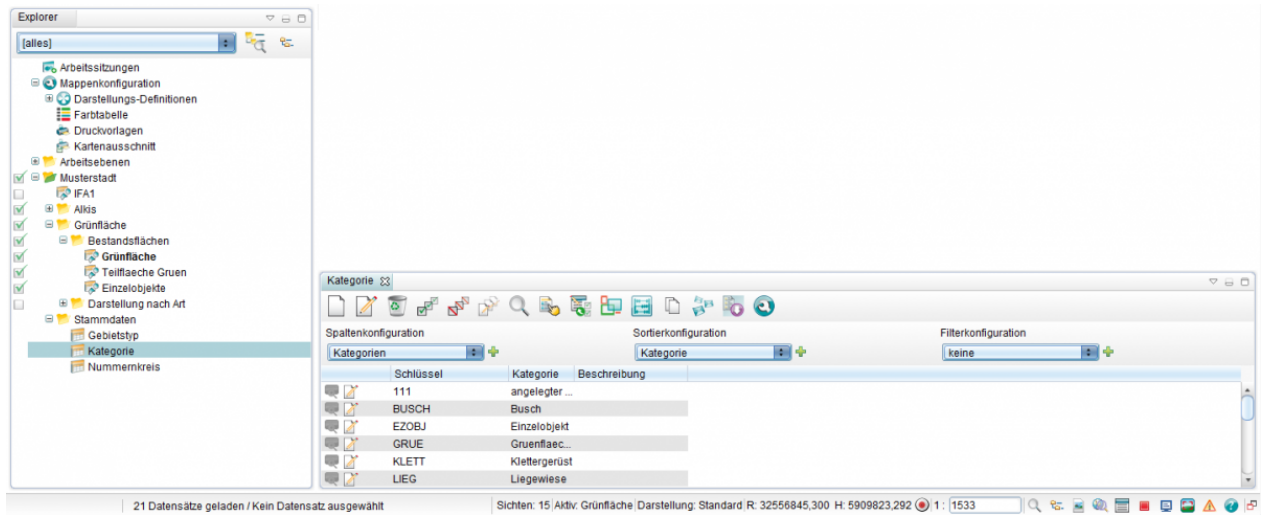 Explorer
[alles]
Arbeitssitzungen
Mappenkonfiguration
Darstellungs-Definitionen
Farbtabelle
Druckvorlagen
Kartenausschnitt
Arbeitsebenen
Musterstadt
IFA1
Alkis
Grünfläche
Bestandsflächen
Grünfläche
Teilflaeche Gruen
Einzelobjekte
Darstellung nach Art
Stammdaten
Gebietstyp
Kategorie
Nummernkreis
Kategorie
Spaltenkonfiguration Sortierkonfiguration Filterkonfiguration
Kategorien Kategorie keine
Schlüssel Kategorie Beschreibung
111 angelegter ...
BUSCH Busch
EZOBJ Einzelobjekt
GRUE Gruenflaec...
KLETT Klettergerüst
LIEG Liegewiese
21 Datensätze geladen / Kein Datensatz ausgewählt Sichten: 15 Aktiv: Grünfläche Darstellung: Standard R: 32556845,300 H: 5909823,292 1 : 1533